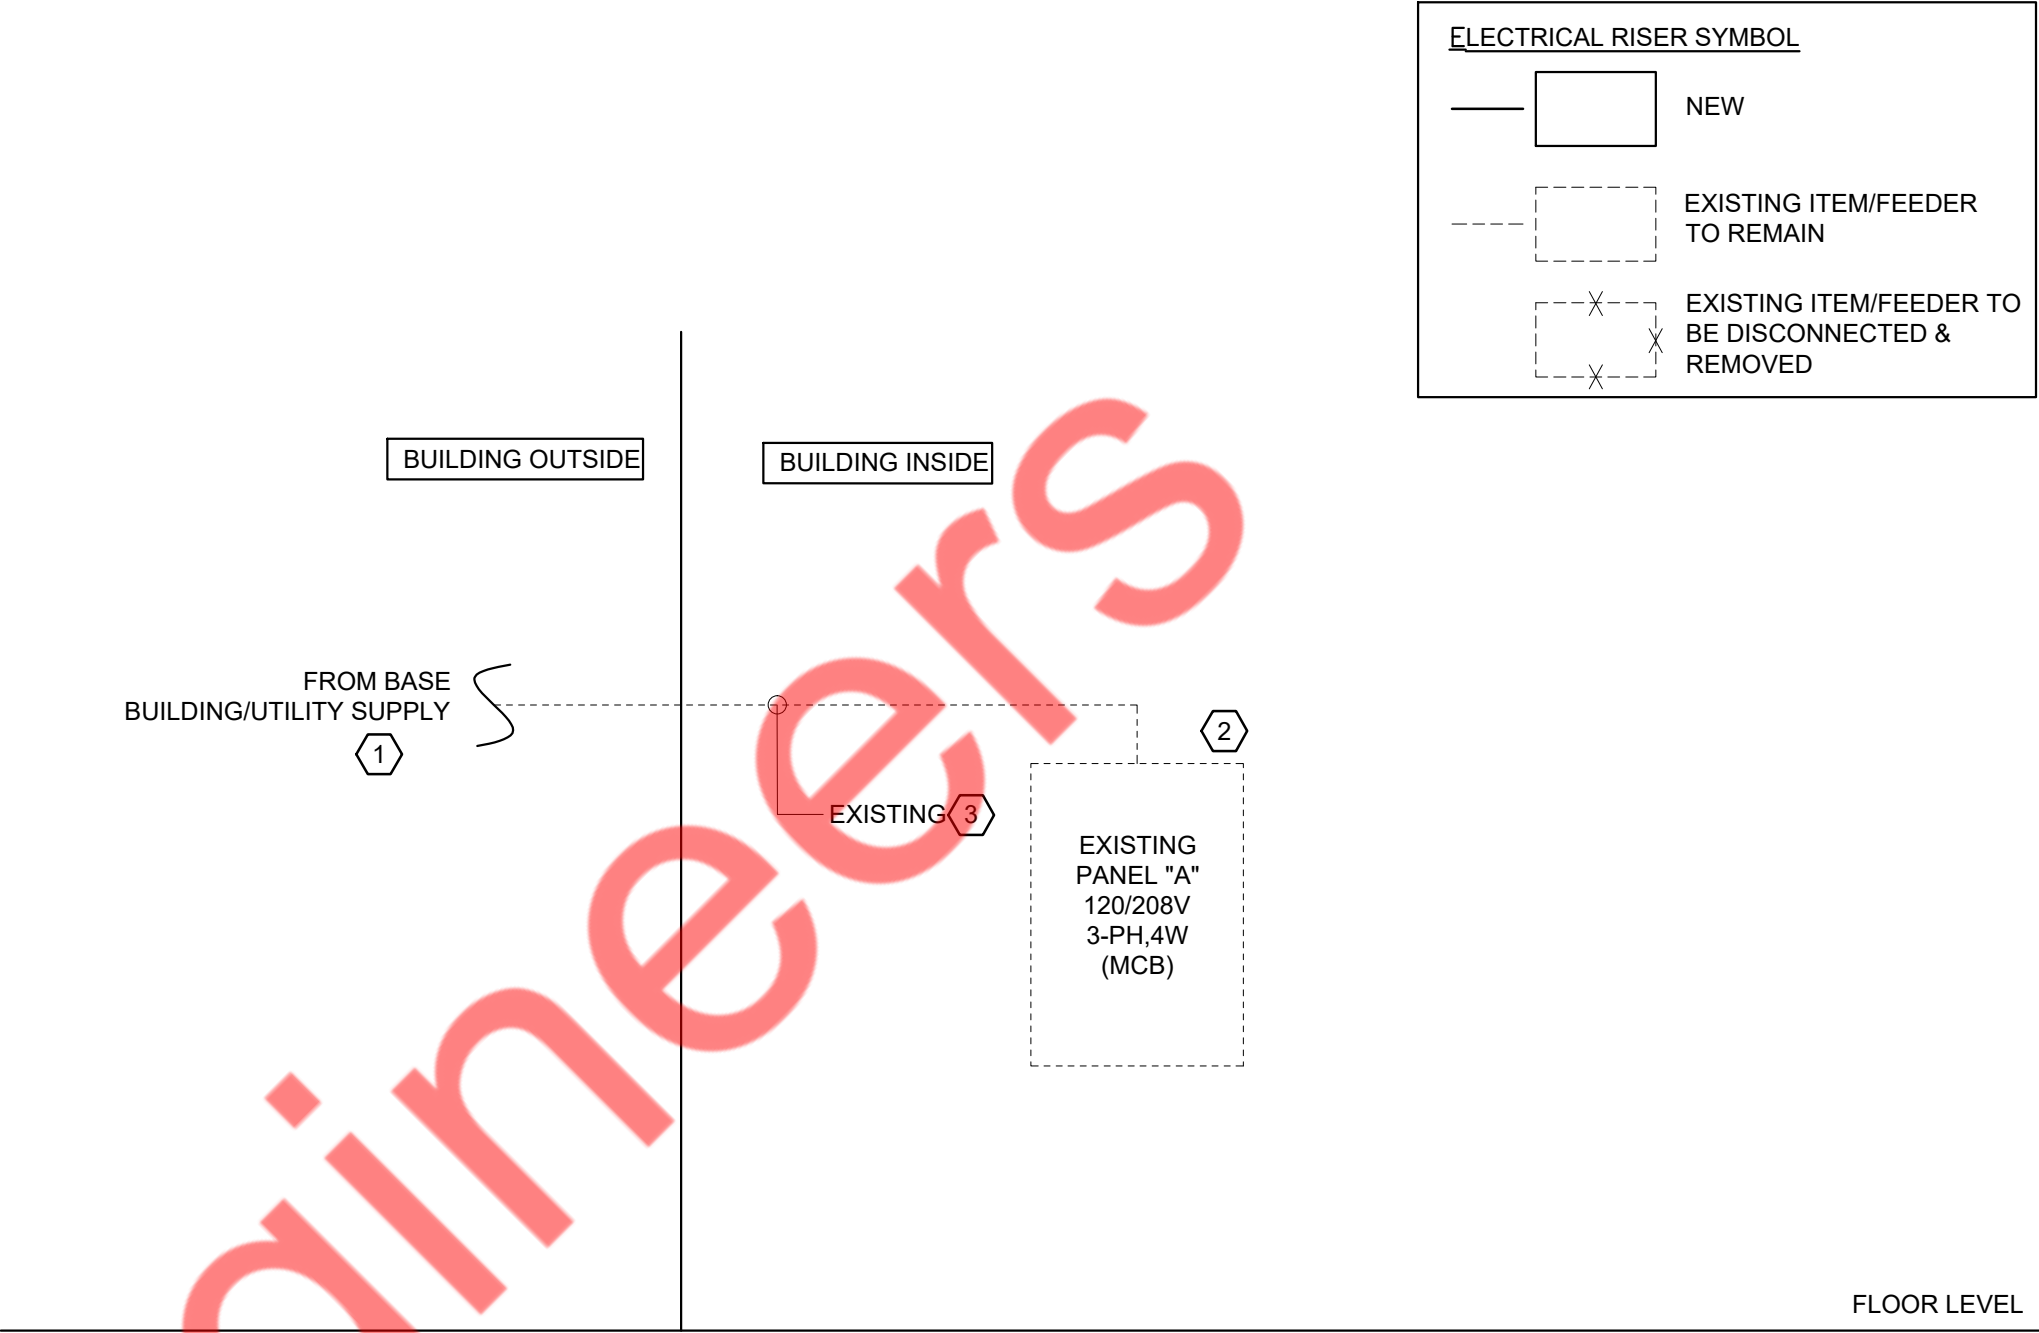 ELECTRICAL RISER SYMBOL
NEW
EXISTING ITEM/FEEDER
TO REMAIN
EXISTING ITEM/FEEDER TO
BE DISCONNECTED &
REMOVED
BUILDING OUTSIDE
BUILDING INSIDE
FROM BASE
BUILDING/UTILITY SUPPLY
1
2
EXISTING 3
EXISTING
PANEL "A"
120/208V
3-PH,4W
(MCB)
FLOOR LEVEL
gineers